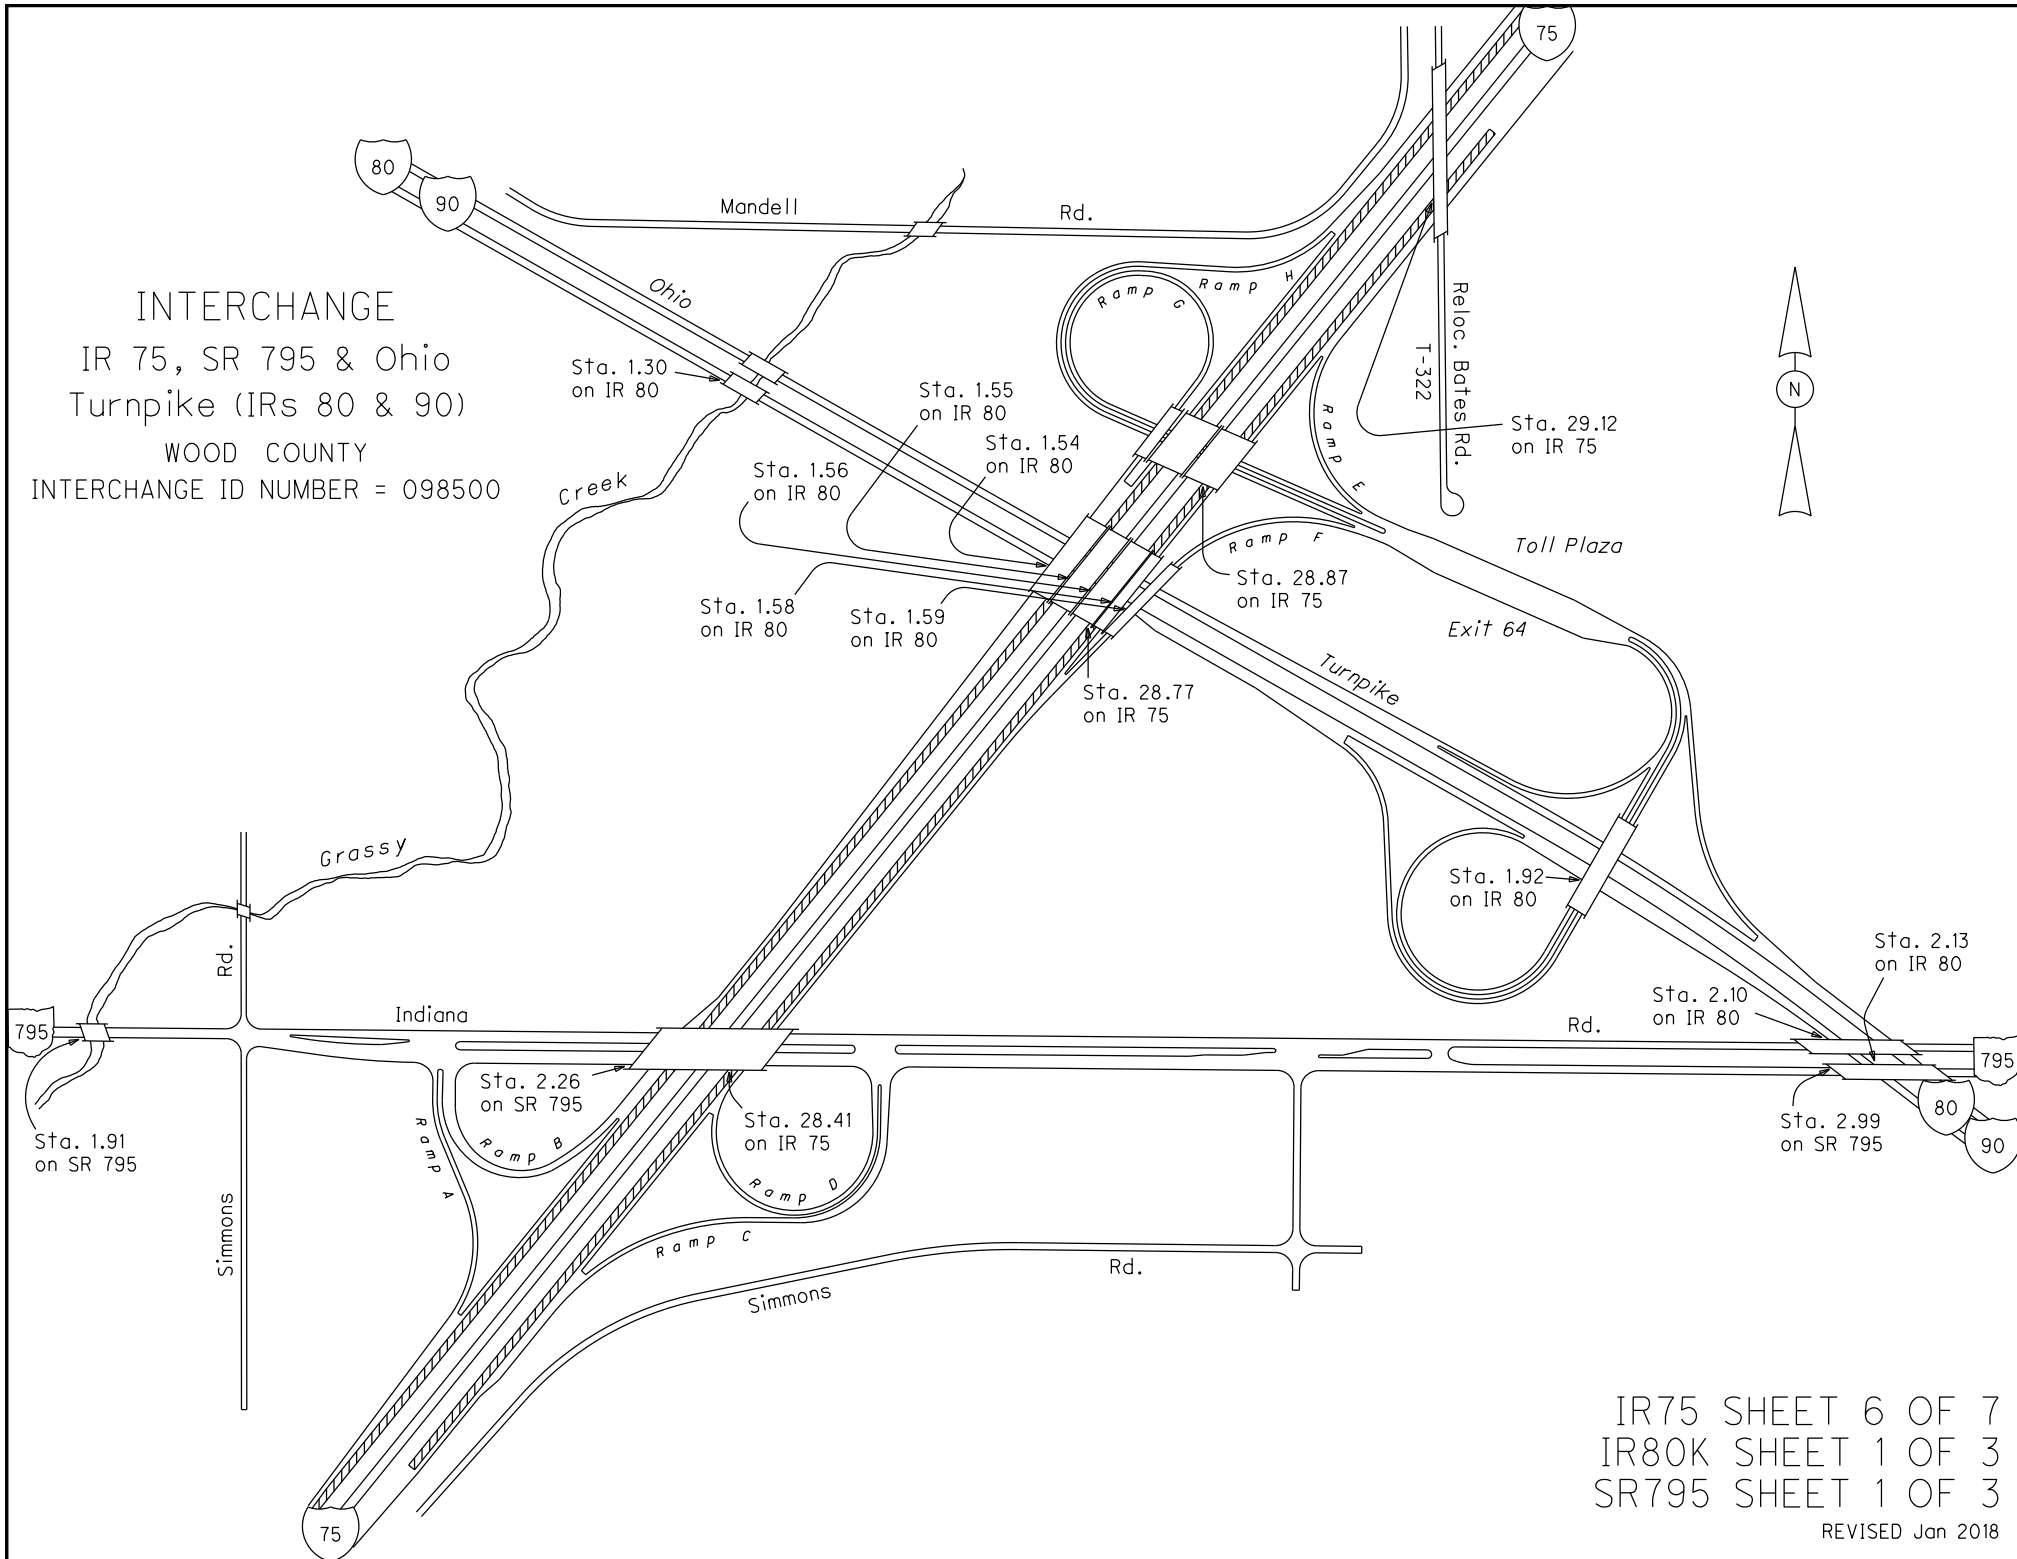 75
80
90
Mandell Rd.
Ohio
Ramp G
Ramp H
INTERCHANGE
IR 75, SR 795 & Ohio
Turnpike (IRs 80 & 90)
WOOD COUNTY
INTERCHANGE ID NUMBER = 098500
Sta. 1.30
on IR 80
Sta. 1.55
on IR 80
Sta. 1.54
on IR 80
Sta. 1.56
on IR 80
Creek
Reloc. Bates Rd.
T-322
N
Ramp E
Sta. 29.12
on IR 75
Ramp F
Toll Plaza
Sta. 28.87
on IR 75
Sta. 1.58
on IR 80
Sta. 1.59
on IR 80
Exit 64
Turnpike
Sta. 28.77
on IR 75
Grassy
Sta. 1.92
on IR 80
Rd.
Sta. 2.13
on IR 80
Sta. 2.10
on IR 80
795
Indiana Rd.
795
Sta. 2.26
on SR 795
Sta. 28.41
on IR 75
80
90
Sta. 2.99
on SR 795
Sta. 1.91
on SR 795
Ramp A
Ramp B
Ramp D
Ramp C
Simmons
Simmons Rd.
75
IR75 SHEET 6 OF 7
IR80K SHEET 1 OF 3
SR795 SHEET 1 OF 3
REVISED Jan 2018